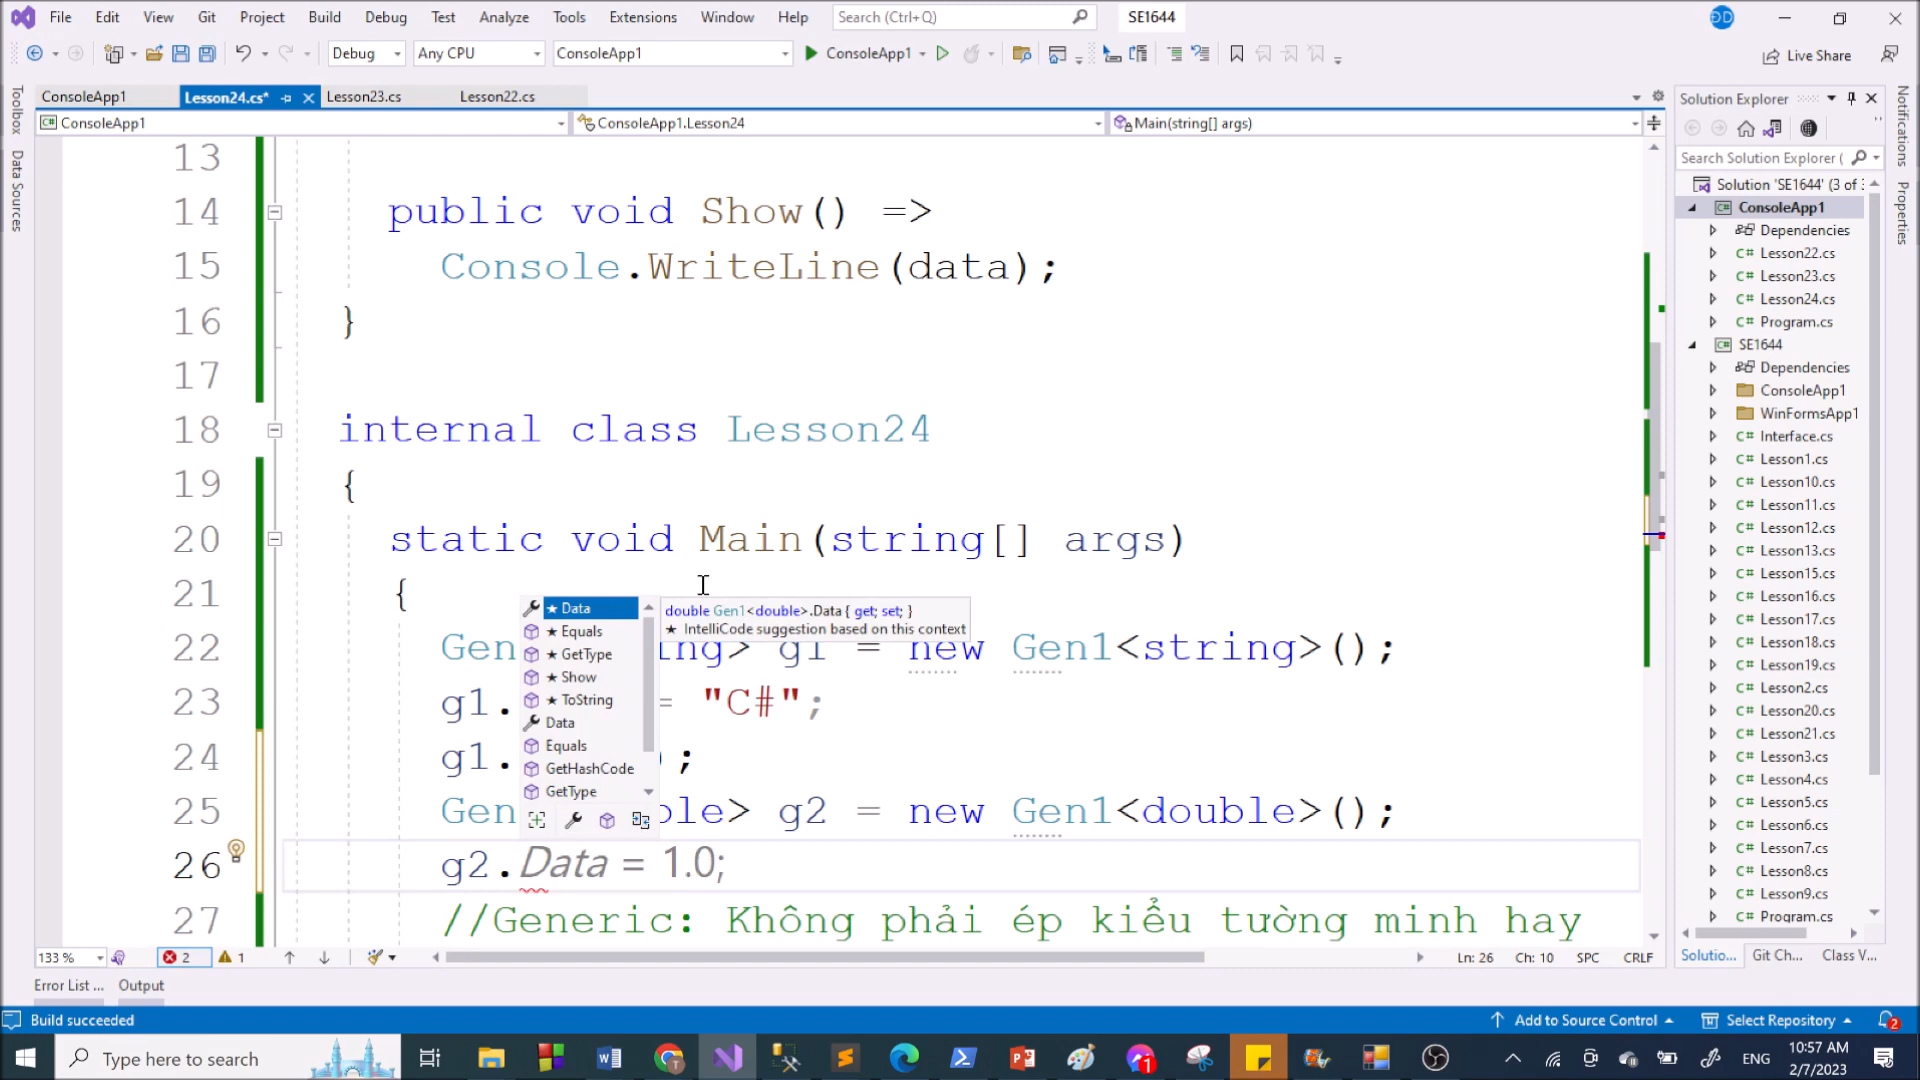 File Edit View Git Project Build Debug Test Analyze Tools Extensions Window Help Search (Ctrl+Q) SE1644 ĐD
Debug Any CPU ConsoleApp1 ConsoleApp1 Live Share
ConsoleApp1 Lesson24.cs* Lesson23.cs Lesson22.cs
ConsoleApp1 ConsoleApp1.Lesson24 Main(string[] args)
Toolbox
Data Sources
13
14 public void Show() =>
15 Console.WriteLine(data);
16 }
17
18 internal class Lesson24
19 {
20 static void Main(string[] args)
21 {
22 Gen ing> g1 = new Gen1<string>();
23 g1. = "C#";
24 g1. );
25 Gen ole> g2 = new Gen1<double>();
26 g2.Data = 1.0;
27 //Generic: Không phải ép kiểu tường minh hay
★ Data
★ Equals
★ GetType
★ Show
★ ToString
Data
Equals
GetHashCode
GetType
double Gen1<double>.Data { get; set; }
★ IntelliCode suggestion based on this context
133 % 2 1 Ln: 26 Ch: 10 SPC CRLF
Error List ... Output
Solution Explorer
Search Solution Explorer (
Solution 'SE1644' (3 of :
ConsoleApp1
Dependencies
C# Lesson22.cs
C# Lesson23.cs
C# Lesson24.cs
C# Program.cs
SE1644
Dependencies
ConsoleApp1
WinFormsApp1
C# Interface.cs
C# Lesson1.cs
C# Lesson10.cs
C# Lesson11.cs
C# Lesson12.cs
C# Lesson13.cs
C# Lesson15.cs
C# Lesson16.cs
C# Lesson17.cs
C# Lesson18.cs
C# Lesson19.cs
C# Lesson2.cs
C# Lesson20.cs
C# Lesson21.cs
C# Lesson3.cs
C# Lesson4.cs
C# Lesson5.cs
C# Lesson6.cs
C# Lesson7.cs
C# Lesson8.cs
C# Lesson9.cs
C# Program.cs
Solutio... Git Ch... Class V...
Notifications
Properties
Build succeeded Add to Source Control Select Repository 2
Type here to search ENG 10:57 AM
2/7/2023